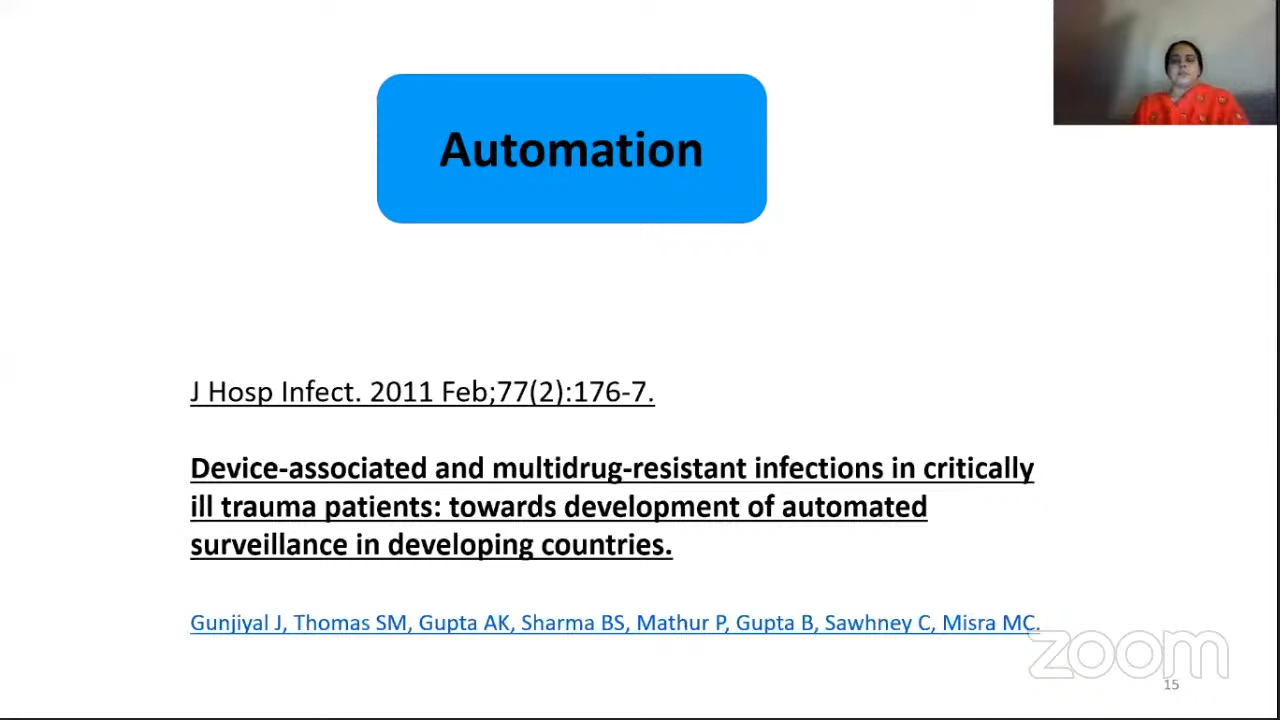 Automation
J Hosp Infect. 2011 Feb;77(2):176-7.
Device-associated and multidrug-resistant infections in critically
ill trauma patients: towards development of automated
surveillance in developing countries.
Gunjiyal J, Thomas SM, Gupta AK, Sharma BS, Mathur P, Gupta B, Sawhney C, Misra MC.
zoom
15